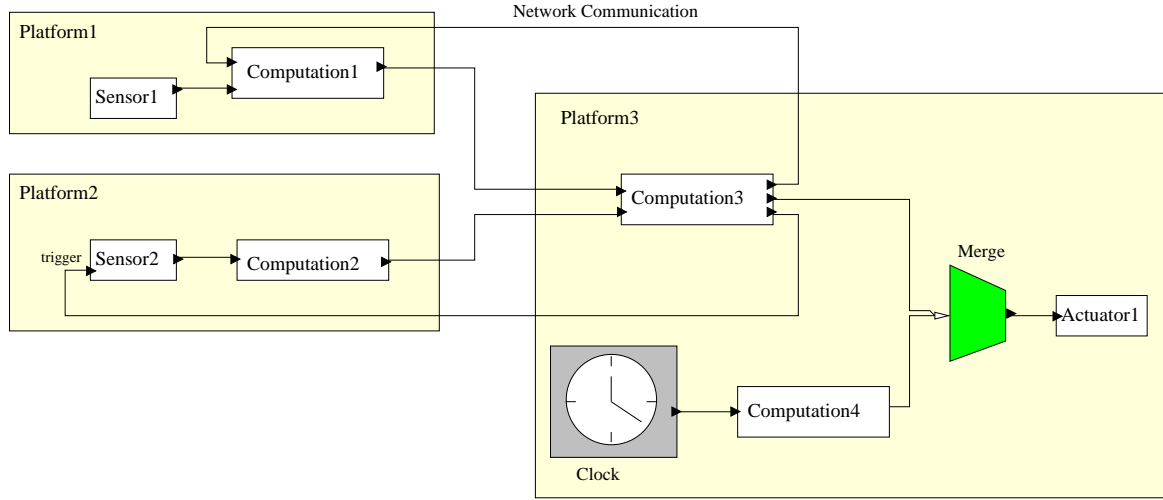 Network Communication
Platform1
Computation1
Sensor1
Platform3
Platform2
Computation3
trigger
Sensor2
Computation2
Merge
Actuator1
Computation4
Clock